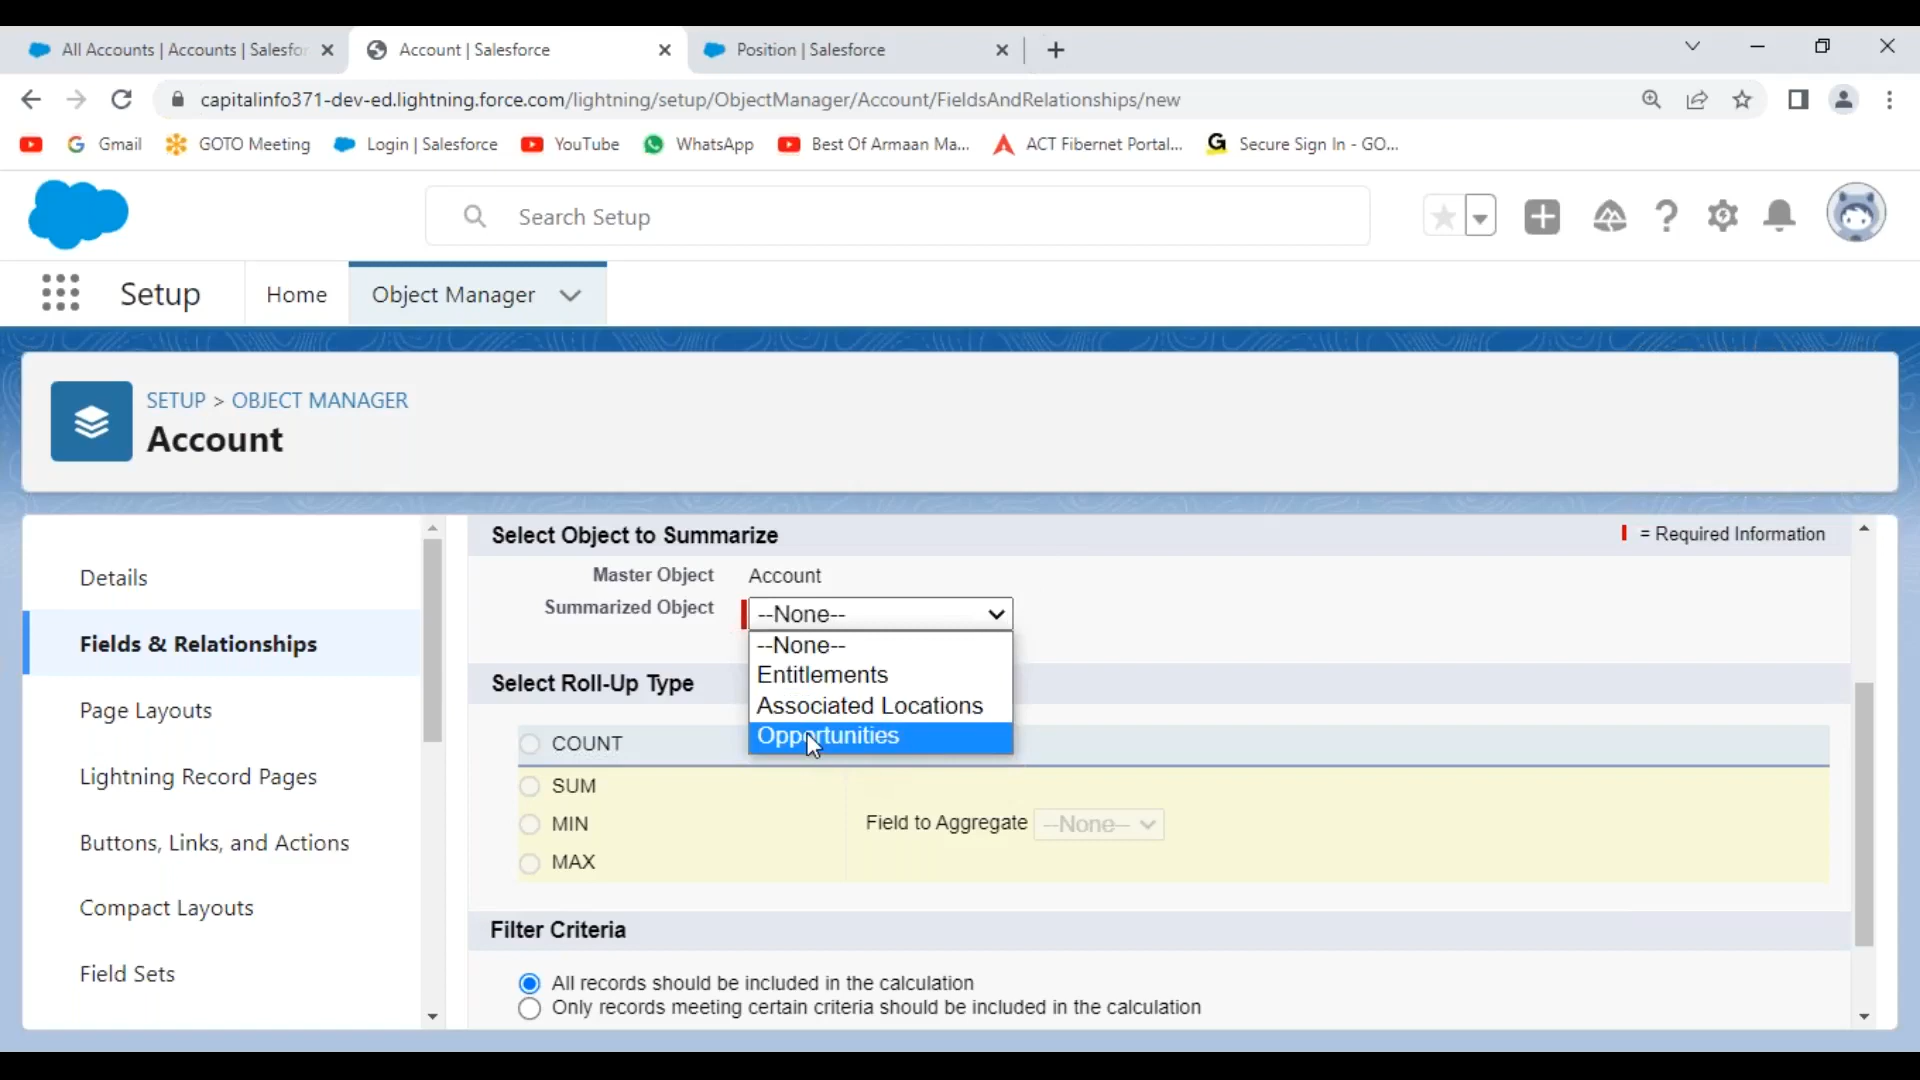 All Accounts | Accounts | Salesfor
Account | Salesforce
Position | Salesforce
capitalinfo371-dev-ed.lightning.force.com/lightning/setup/ObjectManager/Account/FieldsAndRelationships/new
Gmail
GOTO Meeting
Login | Salesforce
YouTube
WhatsApp
Best Of Armaan Ma...
ACT Fibernet Portal...
Secure Sign In - GO...
Search Setup
Setup
Home
Object Manager
SETUP > OBJECT MANAGER
Account
Details
Fields & Relationships
Page Layouts
Lightning Record Pages
Buttons, Links, and Actions
Compact Layouts
Field Sets
Select Object to Summarize
= Required Information
Master Object Account
Summarized Object --None--
--None--
Entitlements
Associated Locations
Opportunities
Select Roll-Up Type
COUNT
SUM
MIN
MAX
Field to Aggregate --None--
Filter Criteria
All records should be included in the calculation
Only records meeting certain criteria should be included in the calculation